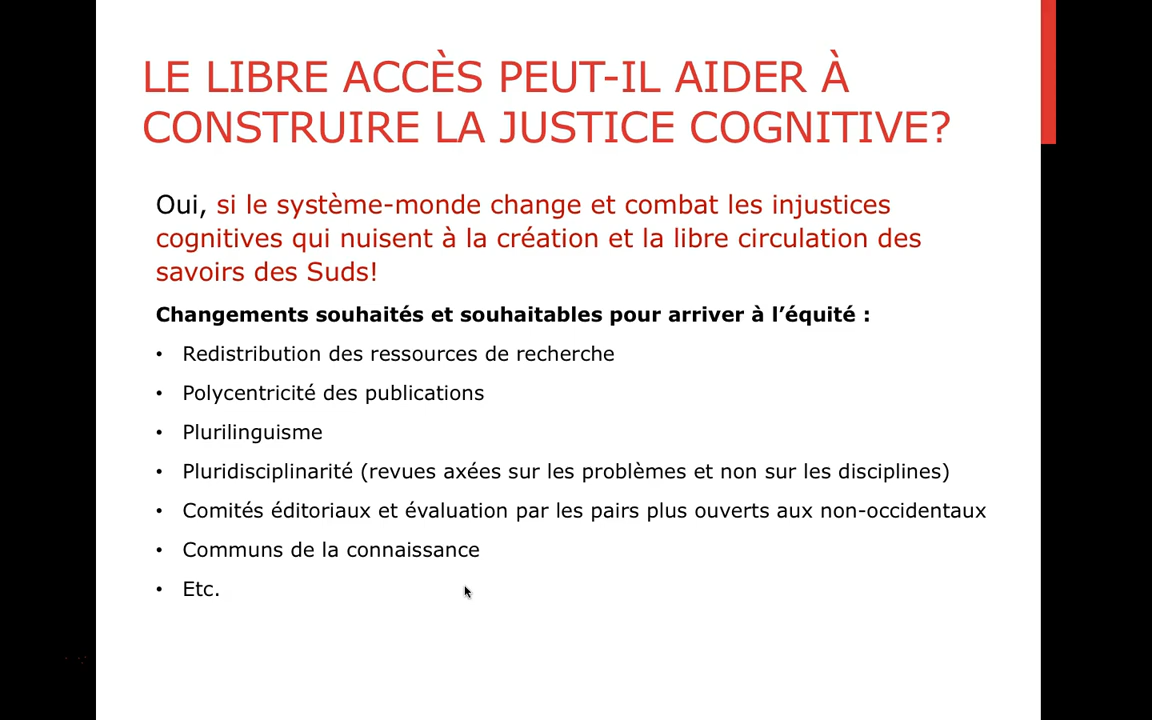 LE LIBRE ACCÈS PEUT-IL AIDER À
CONSTRUIRE LA JUSTICE COGNITIVE?
Oui, si le système-monde change et combat les injustices
cognitives qui nuisent à la création et la libre circulation des
savoirs des Suds!
Changements souhaités et souhaitables pour arriver à l’équité :
• Redistribution des ressources de recherche
• Polycentricité des publications
• Plurilinguisme
• Pluridisciplinarité (revues axées sur les problèmes et non sur les disciplines)
• Comités éditoriaux et évaluation par les pairs plus ouverts aux non-occidentaux
• Communs de la connaissance
• Etc.